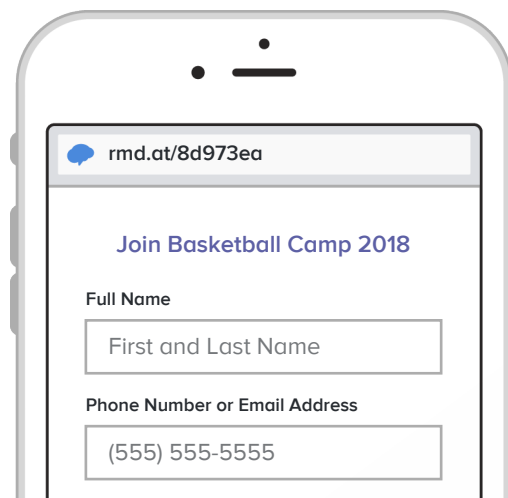 rmd.at/8d973ea
Join Basketball Camp 2018
Full Name
First and Last Name
Phone Number or Email Address
(555) 555-5555